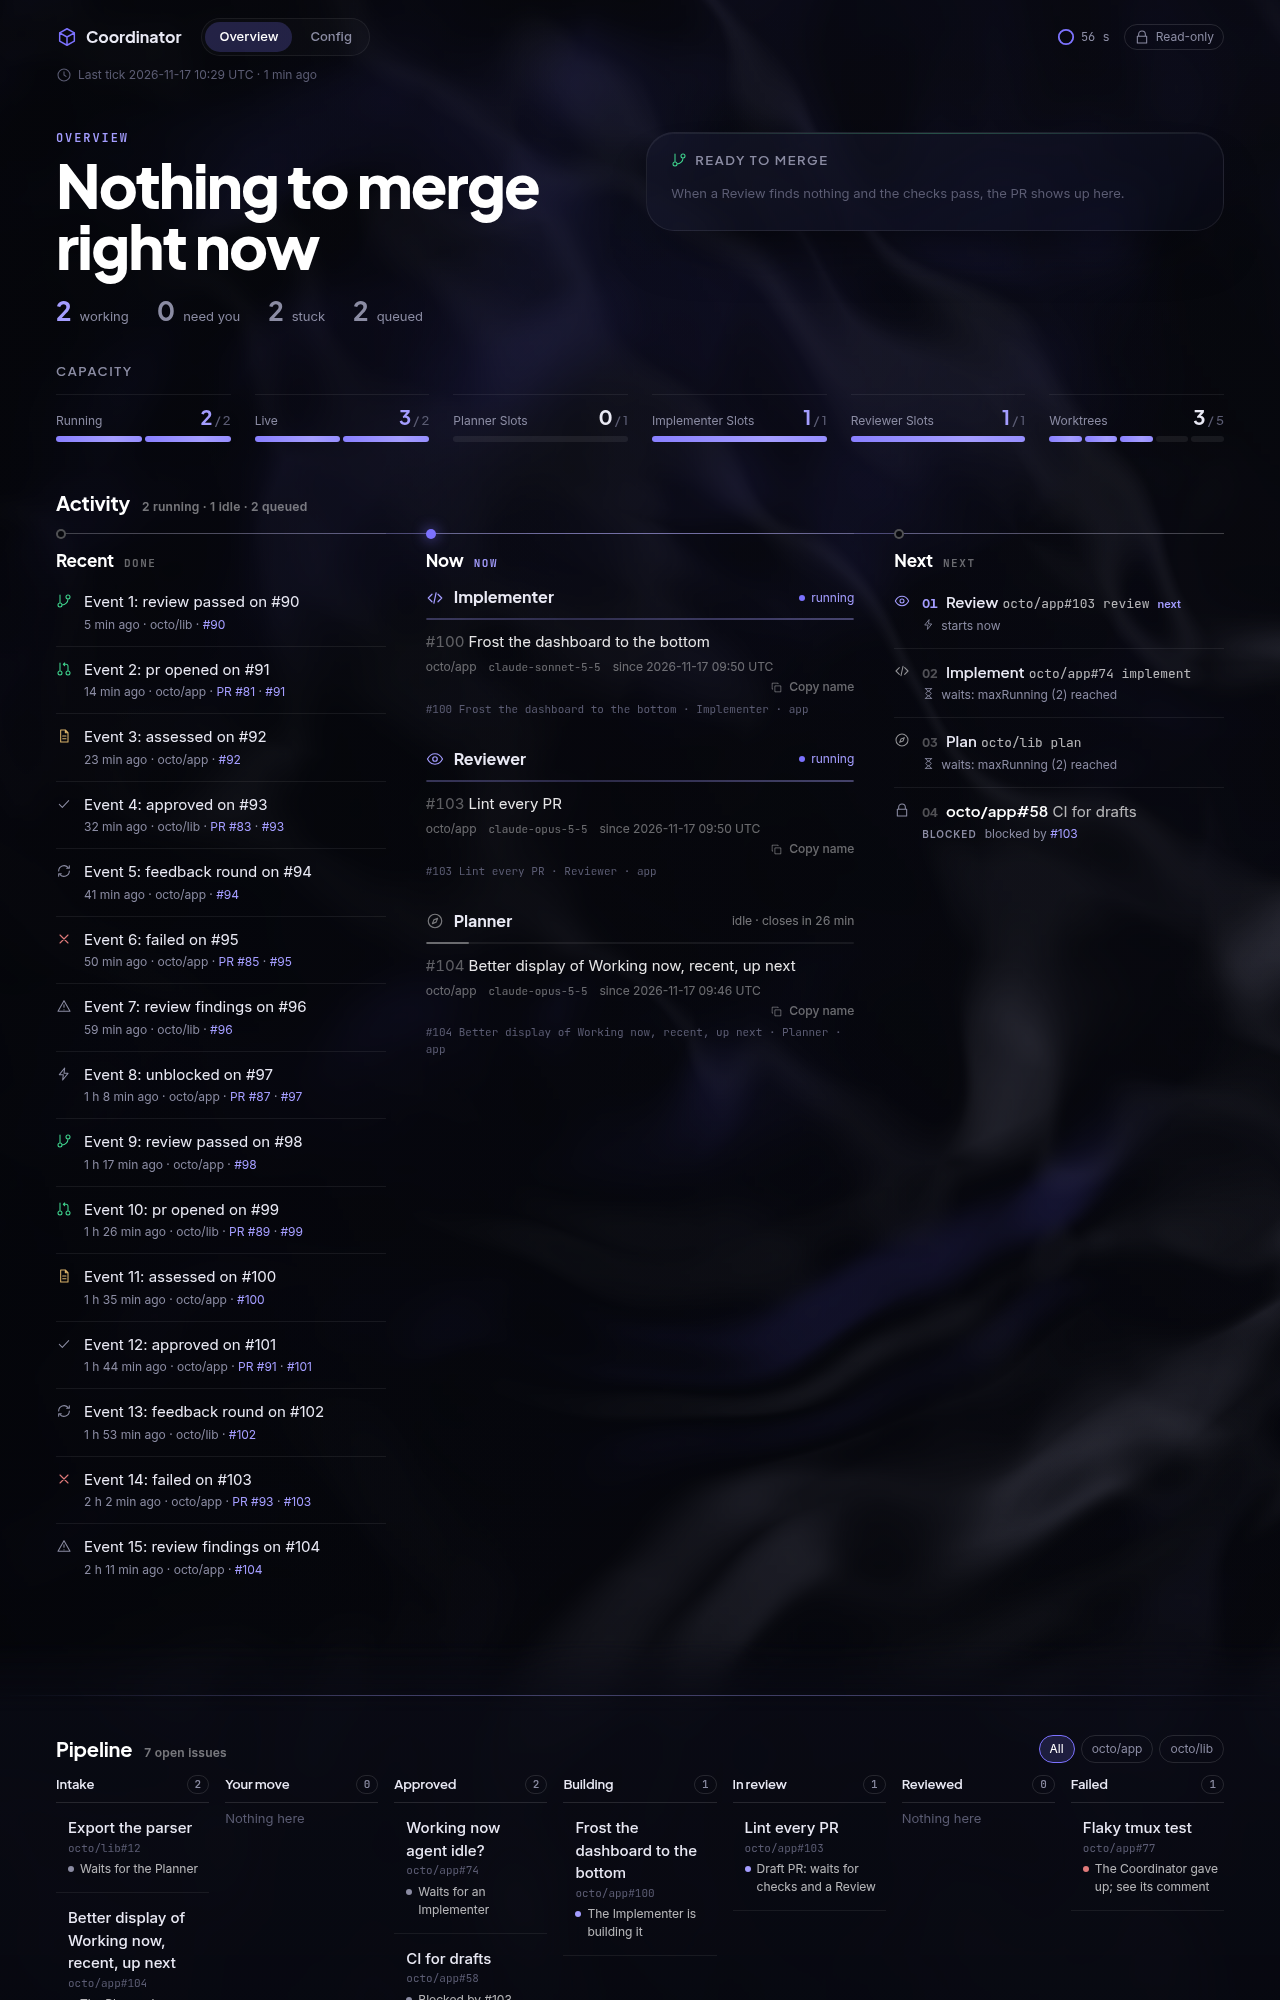 Coordinator
Overview
Config
56 s
Read-only
Last tick 2026-11-17 10:29 UTC · 1 min ago
OVERVIEW
Nothing to merge
right now
2 working
0 need you
2 stuck
2 queued
READY TO MERGE
When a Review finds nothing and the checks pass, the PR shows up here.
CAPACITY
Running 2 / 2
Live 3 / 2
Planner Slots 0 / 1
Implementer Slots 1 / 1
Reviewer Slots 1 / 1
Worktrees 3 / 5
Activity 2 running · 1 idle · 2 queued
Recent DONE
Event 1: review passed on #90
5 min ago · octo/lib · #90
Event 2: pr opened on #91
14 min ago · octo/app · PR #81 · #91
Event 3: assessed on #92
23 min ago · octo/app · #92
Event 4: approved on #93
32 min ago · octo/lib · PR #83 · #93
Event 5: feedback round on #94
41 min ago · octo/app · #94
Event 6: failed on #95
50 min ago · octo/app · PR #85 · #95
Event 7: review findings on #96
59 min ago · octo/lib · #96
Event 8: unblocked on #97
1 h 8 min ago · octo/app · PR #87 · #97
Event 9: review passed on #98
1 h 17 min ago · octo/app · #98
Event 10: pr opened on #99
1 h 26 min ago · octo/lib · PR #89 · #99
Event 11: assessed on #100
1 h 35 min ago · octo/app · #100
Event 12: approved on #101
1 h 44 min ago · octo/app · PR #91 · #101
Event 13: feedback round on #102
1 h 53 min ago · octo/lib · #102
Event 14: failed on #103
2 h 2 min ago · octo/app · PR #93 · #103
Event 15: review findings on #104
2 h 11 min ago · octo/app · #104
Now NOW
Implementer
running
#100 Frost the dashboard to the bottom
octo/app claude-sonnet-5-5 since 2026-11-17 09:50 UTC
Copy name
#100 Frost the dashboard to the bottom · Implementer · app
Reviewer
running
#103 Lint every PR
octo/app claude-opus-5-5 since 2026-11-17 09:50 UTC
Copy name
#103 Lint every PR · Reviewer · app
Planner
idle · closes in 26 min
#104 Better display of Working now, recent, up next
octo/app claude-opus-5-5 since 2026-11-17 09:46 UTC
Copy name
#104 Better display of Working now, recent, up next · Planner ·
app
Next NEXT
01 Review octo/app#103 review next
starts now
02 Implement octo/app#74 implement
waits: maxRunning (2) reached
03 Plan octo/lib plan
waits: maxRunning (2) reached
04 octo/app#58 CI for drafts
BLOCKED blocked by #103
Pipeline 7 open issues
All
octo/app
octo/lib
Intake 2
Export the parser
octo/lib#12
Waits for the Planner
Better display of
Working now,
recent, up next
octo/app#104
Your move 0
Nothing here
Approved 2
Working now
agent idle?
octo/app#74
Waits for an
Implementer
CI for drafts
octo/app#58
Blocked by #103
Building 1
Frost the
dashboard to the
bottom
octo/app#100
The Implementer is
building it
In review 1
Lint every PR
octo/app#103
Draft PR: waits for
checks and a Review
Reviewed 0
Nothing here
Failed 1
Flaky tmux test
octo/app#77
The Coordinator gave
up; see its comment